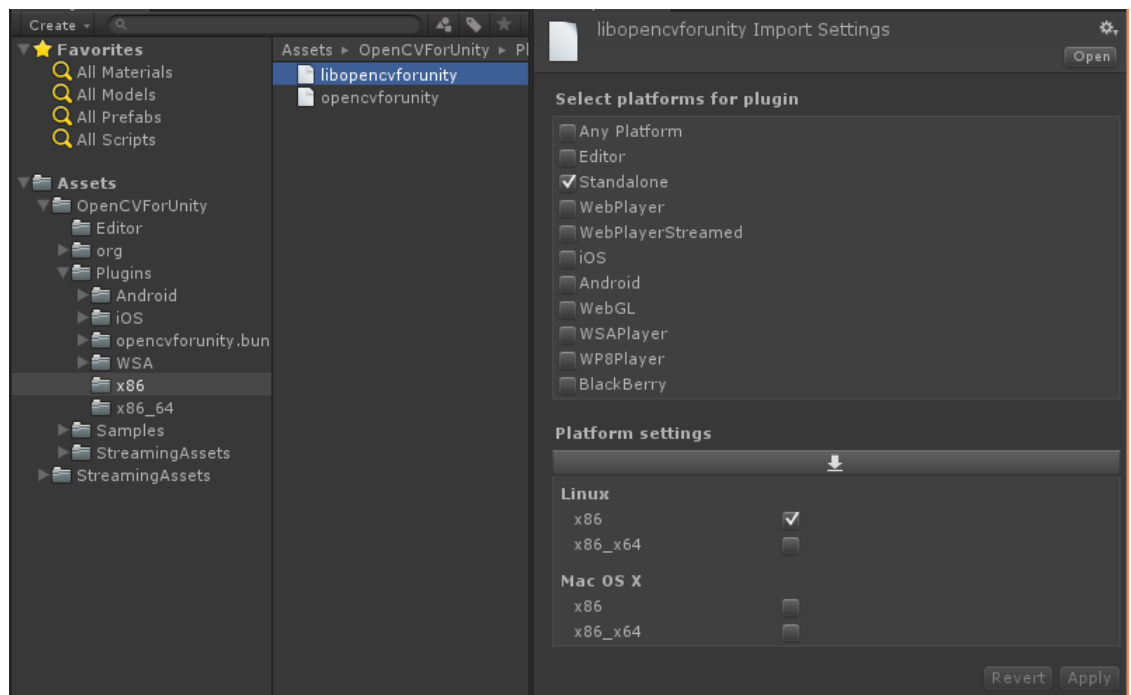 Create
Favorites
All Materials
All Models
All Prefabs
All Scripts
Assets
OpenCVForUnity
Editor
org
Plugins
Android
iOS
opencvforunity.bun
WSA
x86
x86_64
Samples
StreamingAssets
StreamingAssets
Assets ▸ OpenCVForUnity ▸ Pl
libopencvforunity
opencvforunity
libopencvforunity Import Settings
Open
Select platforms for plugin
Any Platform
Editor
Standalone
WebPlayer
WebPlayerStreamed
iOS
Android
WebGL
WSAPlayer
WP8Player
BlackBerry
Platform settings
Linux
x86
x86_x64
Mac OS X
x86
x86_x64
Revert Apply